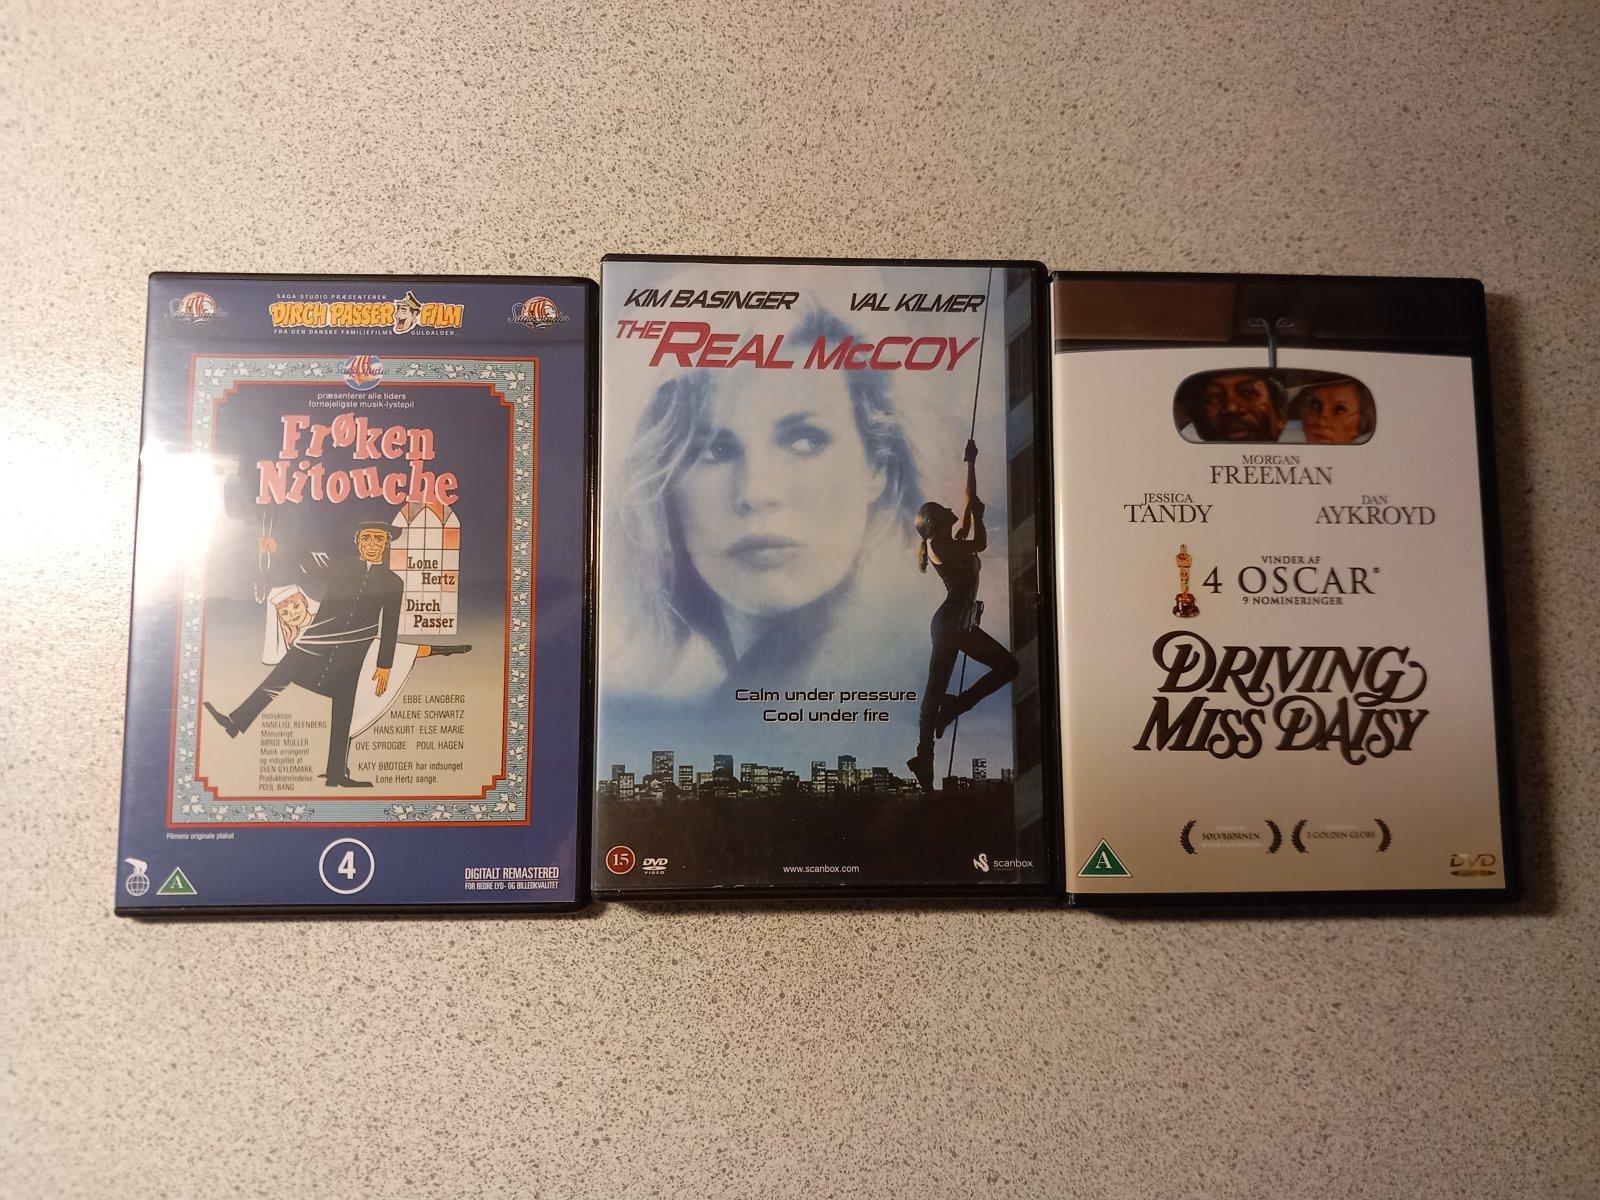 SAGA STUDIO PRÆSENTERER
DIRCH PASSER FILM
FRA DEN DANSKE FAMILIEFILMS GULDALDER...
Saga Studio
præsenterer alle tiders
fornøjeligste musik-lystspil
Frøken
Nitouche
Lone
Hertz
Dirch
Passer
EBBE LANGBERG
MALENE SCHWARTZ
HANS KURT ELSE MARIE
OVE SPROGØE POUL HAGEN
KATY BØDTGER har indsunget
Lone Hertz sange.
Instruktion
ANNELISE REENBERG
Manuskript
BØRGE MÜLLER
Musik arrangeret
og indspillet af
SVEN GYLDMARK
Produktionsledelse
POUL BANG
Filmens originale plakat
A
4
DIGITALT REMASTERED
FOR BEDRE LYD- OG BILLEDKVALITET
KIM BASINGER VAL KILMER
THE REAL McCOY
Calm under pressure
Cool under fire
15
DVD
VIDEO
www.scanbox.com
scanbox
MORGAN
FREEMAN
JESSICA
TANDY
DAN
AYKROYD
VINDER AF
4 OSCAR®
9 NOMINERINGER
DRIVING
MISS DAISY
A
SØLVBJØRNEN
3 GOLDEN GLOBE
DVD